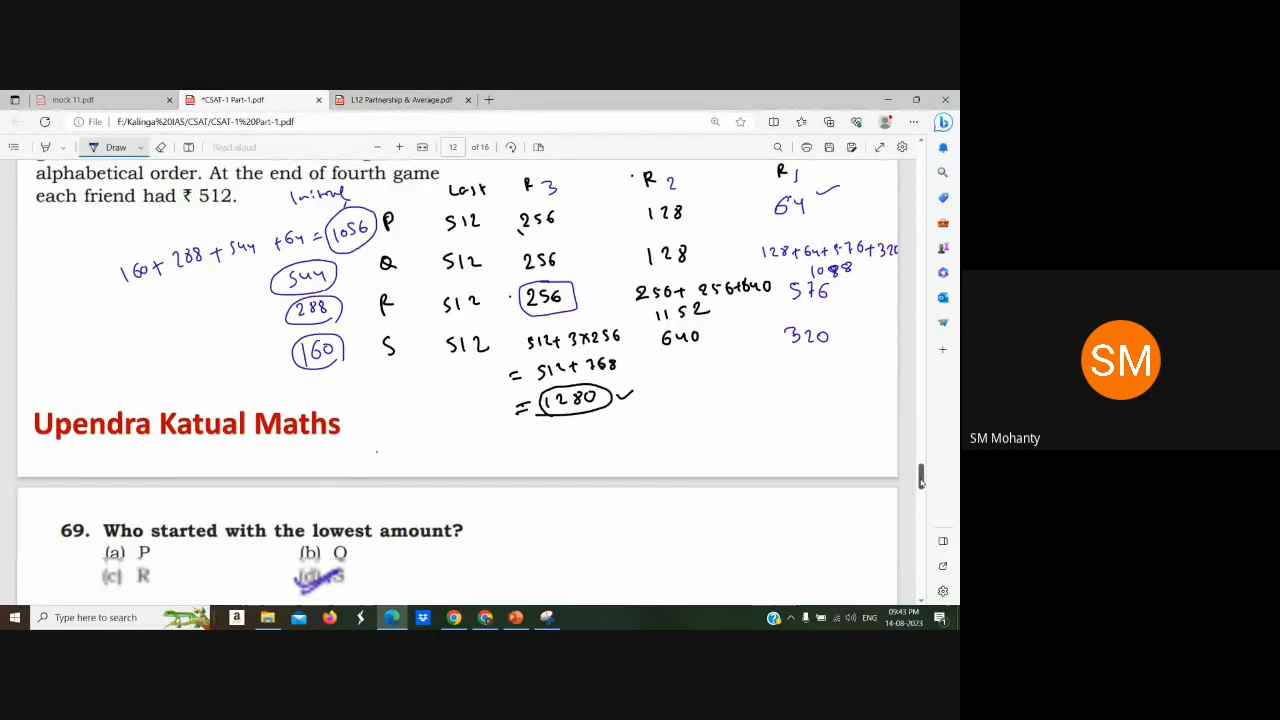 mock 11.pdf
*CSAT-1 Part-1.pdf
L12 Partnership & Average.pdf
File
F:/Kalinga%20IAS/CSAT/CSAT-1%20Part-1.pdf
Draw
Read aloud
12 of 16
alphabetical order. At the end of fourth game
each friend had ₹ 512.
Initial
Last
R 3
R 2
R 1
160+ 288 + 544 +64 = 1056
P 512 256 128 64
544 Q 512 256 128 128+64+576+320
1088
288 R 512 256 256+ 256+640 576
1152
160 S 512 512+ 3×256 640 320
= 512+ 768
= 1280
Upendra Katual Maths
69. Who started with the lowest amount?
(a) P (b) Q
(c) R (d) S
SM
SM Mohanty
Type here to search
ENG
09:43 PM
14-08-2023